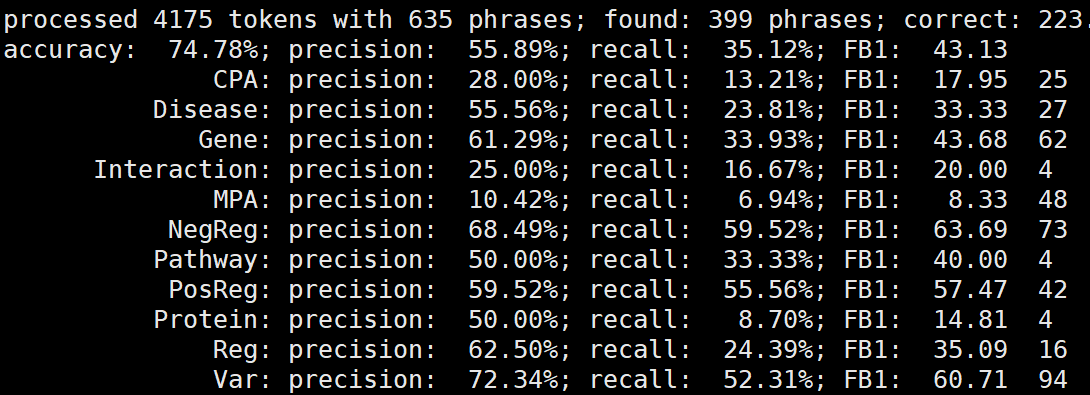 processed 4175 tokens with 635 phrases; found: 399 phrases; correct: 223.
accuracy: 74.78%; precision: 55.89%; recall: 35.12%; FB1: 43.13
CPA: precision: 28.00%; recall: 13.21%; FB1: 17.95 25
Disease: precision: 55.56%; recall: 23.81%; FB1: 33.33 27
Gene: precision: 61.29%; recall: 33.93%; FB1: 43.68 62
Interaction: precision: 25.00%; recall: 16.67%; FB1: 20.00 4
MPA: precision: 10.42%; recall: 6.94%; FB1: 8.33 48
NegReg: precision: 68.49%; recall: 59.52%; FB1: 63.69 73
Pathway: precision: 50.00%; recall: 33.33%; FB1: 40.00 4
PosReg: precision: 59.52%; recall: 55.56%; FB1: 57.47 42
Protein: precision: 50.00%; recall: 8.70%; FB1: 14.81 4
Reg: precision: 62.50%; recall: 24.39%; FB1: 35.09 16
Var: precision: 72.34%; recall: 52.31%; FB1: 60.71 94